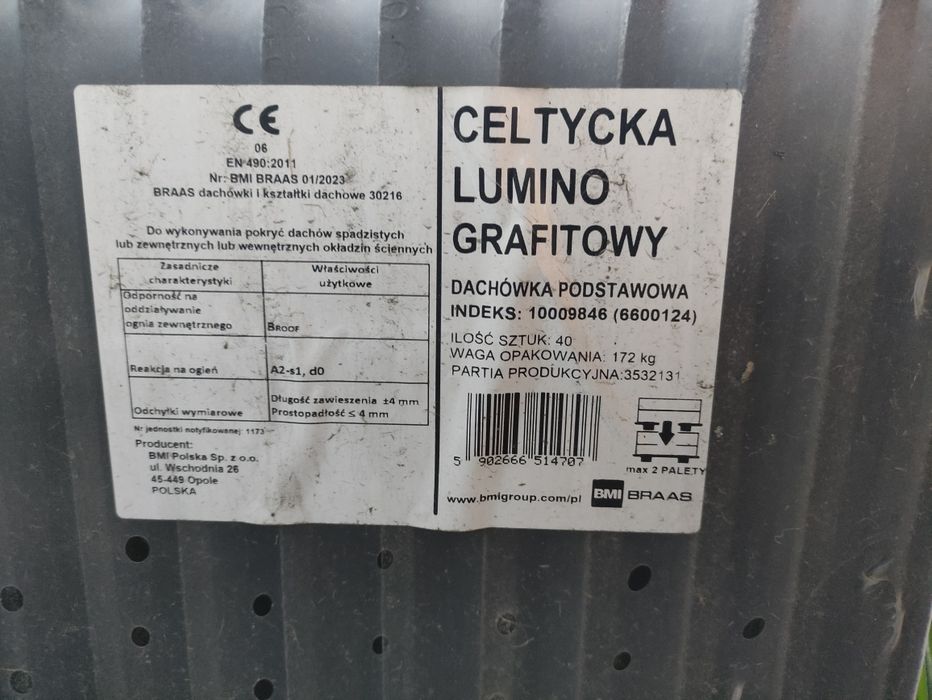 CE
06
EN 490:2011
Nr: BMI BRAAS 01/2023
BRAAS dachówki i kształtki dachowe 30216
Do wykonywania pokryć dachów spadzistych
lub zewnętrznych lub wewnętrznych okładzin ściennych
Zasadnicze charakterystyki
Właściwości użytkowe
Odporność na oddziaływanie ognia zewnętrznego
BROOF
Reakcja na ogień
A2-s1, d0
Odchyłki wymiarowe
Długość zawieszenia ±4 mm
Prostopadłość ≤ 4 mm
Nr jednostki notyfikowanej: 1173
Producent:
BMI Polska Sp. z o.o.
ul. Wschodnia 26
45-449 Opole
POLSKA
CELTYCKA
LUMINO
GRAFITOWY
DACHÓWKA PODSTAWOWA
INDEKS: 10009846 (6600124)
ILOŚĆ SZTUK: 40
WAGA OPAKOWANIA: 172 kg
PARTIA PRODUKCYJNA:3532131
5 902666 514707
max 2 PALETY
www.bmigroup.com/pl
BMI BRAAS